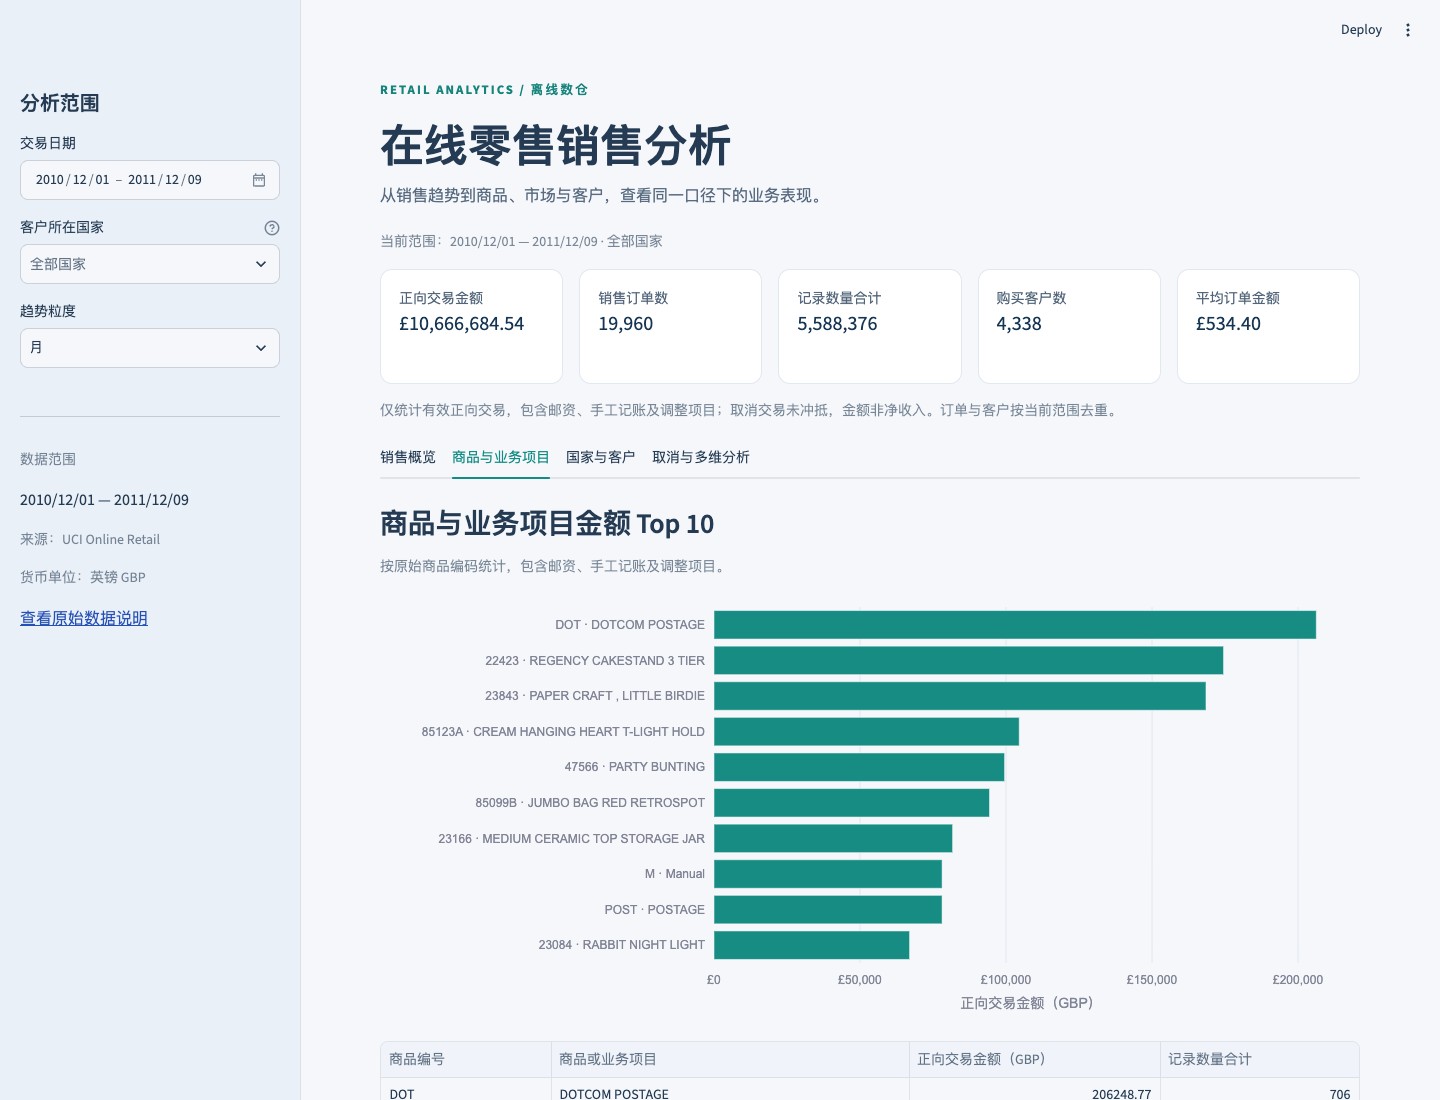 Deploy
分析范围
交易日期
2010 / 12 / 01 – 2011 / 12 / 09
客户所在国家
全部国家
趋势粒度
月
数据范围
2010/12/01 — 2011/12/09
来源：UCI Online Retail
货币单位：英镑 GBP
查看原始数据说明
RETAIL ANALYTICS / 离线数仓
在线零售销售分析
从销售趋势到商品、市场与客户，查看同一口径下的业务表现。
当前范围：2010/12/01 — 2011/12/09 · 全部国家
正向交易金额
£10,666,684.54
销售订单数
19,960
记录数量合计
5,588,376
购买客户数
4,338
平均订单金额
£534.40
仅统计有效正向交易，包含邮资、手工记账及调整项目；取消交易未冲抵，金额非净收入。订单与客户按当前范围去重。
销售概览 商品与业务项目 国家与客户 取消与多维分析
商品与业务项目金额 Top 10
按原始商品编码统计，包含邮资、手工记账及调整项目。
DOT · DOTCOM POSTAGE
22423 · REGENCY CAKESTAND 3 TIER
23843 · PAPER CRAFT , LITTLE BIRDIE
85123A · CREAM HANGING HEART T-LIGHT HOLD
47566 · PARTY BUNTING
85099B · JUMBO BAG RED RETROSPOT
23166 · MEDIUM CERAMIC TOP STORAGE JAR
M · Manual
POST · POSTAGE
23084 · RABBIT NIGHT LIGHT
£0 £50,000 £100,000 £150,000 £200,000
正向交易金额（GBP）
商品编号 商品或业务项目 正向交易金额（GBP） 记录数量合计
DOT DOTCOM POSTAGE 206248.77 706